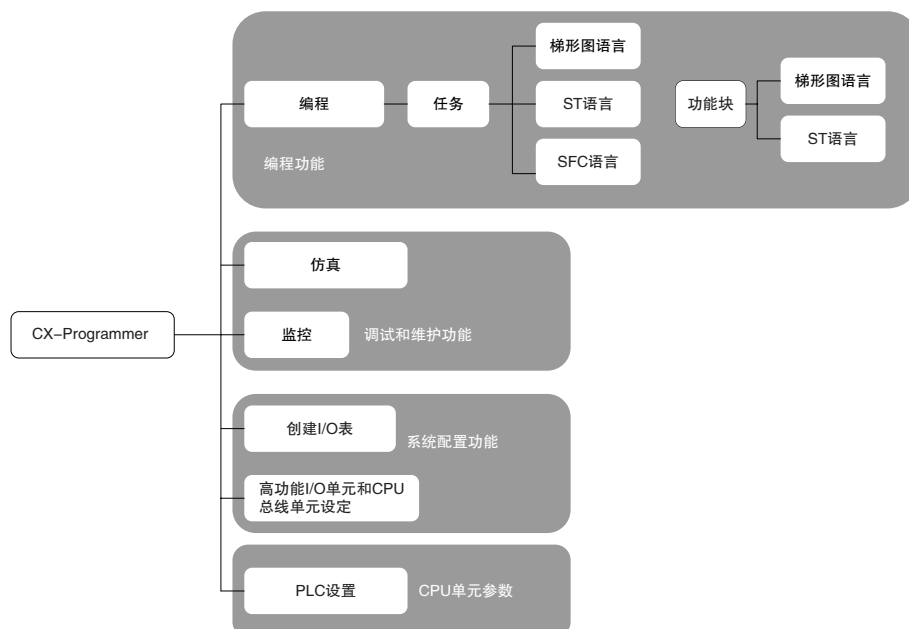 梯形图语言
编程
任务
ST语言
SFC语言
功能块
梯形图语言
ST语言
编程功能
仿真
监控
调试和维护功能
CX–Programmer
创建I/O表
系统配置功能
高功能I/O单元和CPU
总线单元设定
PLC设置
CPU单元参数